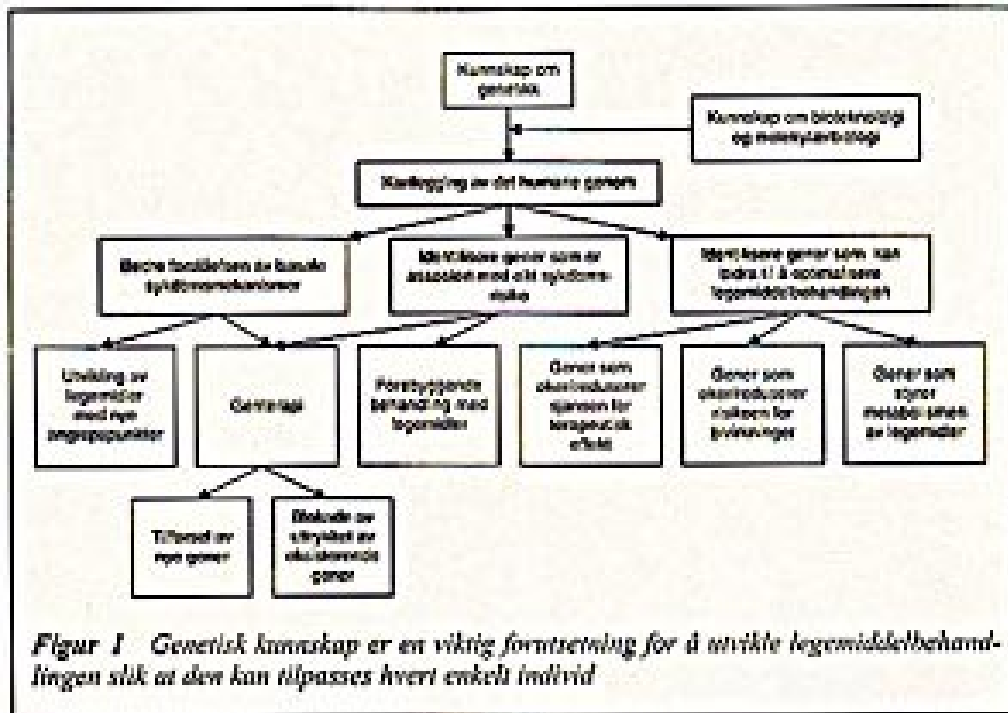 Kunnskap om
genetikk
Kunnskap om bioteknologi
og molekylærbiologi
Kartlegging av det humane genom
Bedre forståelsen av basale
sykdomsmekanismer
Identifisere gener som er
assosiert med økt sykdoms-
risiko
Identifisere gener som kan
bidra til å optimalisere
legemiddelbehandlingen
Utvikling av
legemidler
med nye
angrepspunkter
Genterapi
Forebyggende
behandling med
legemidler
Gener som
øker/reduserer
sjansen for
terapeutisk
effekt
Gener som
øker/reduserer
risikoen for
bivirkninger
Gener som
styrer
metabolismen
av legemidler
Tilførsel av
nye gener
Blokade av
uttrykket av
eksisterende
gener
Figur 1 Genetisk kunnskap er en viktig forutsetning for å utvikle legemiddelbehand-
lingen slik at den kan tilpasses hvert enkelt individ